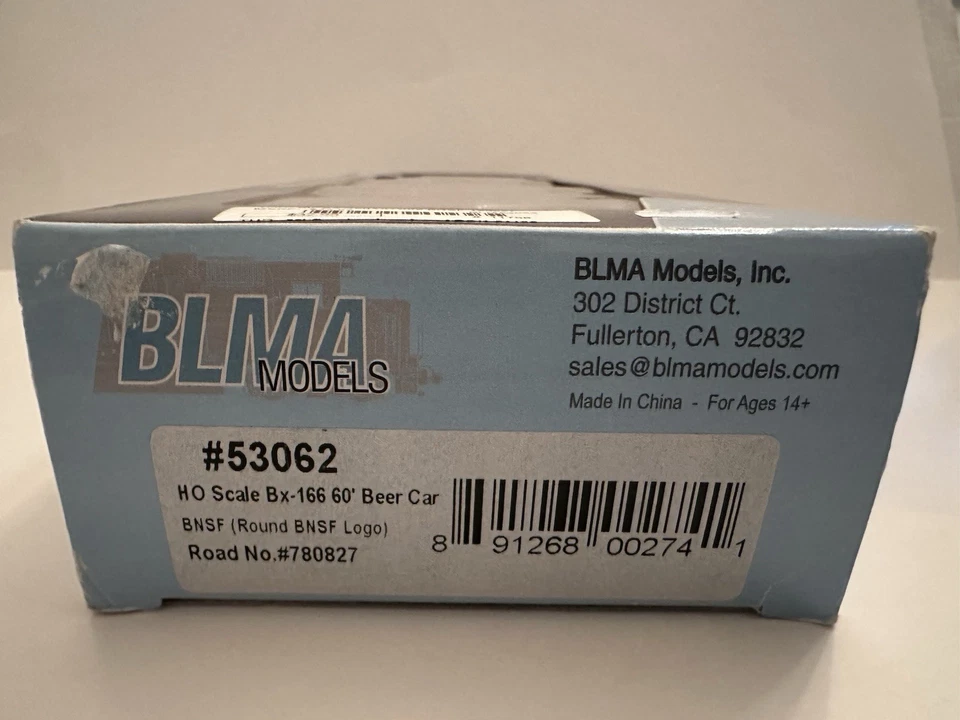 BLMA
MODELS
BLMA Models, Inc.
302 District Ct.
Fullerton, CA 92832
sales@blmamodels.com
Made In China - For Ages 14+
#53062
HO Scale Bx-166 60' Beer Car
BNSF (Round BNSF Logo)
Road No.#780827
8 91268 00274 1